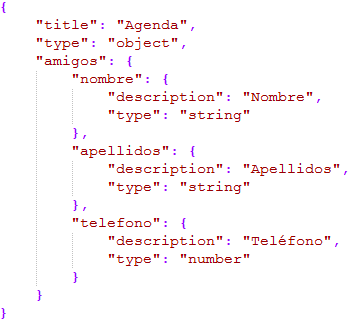 {
    "title": "Agenda",
    "type": "object",
    "amigos": {
        "nombre": {
            "description": "Nombre",
            "type": "string"
        },
        "apellidos": {
            "description": "Apellidos",
            "type": "string"
        },
        "telefono": {
            "description": "Teléfono",
            "type": "number"
        }
    }
}